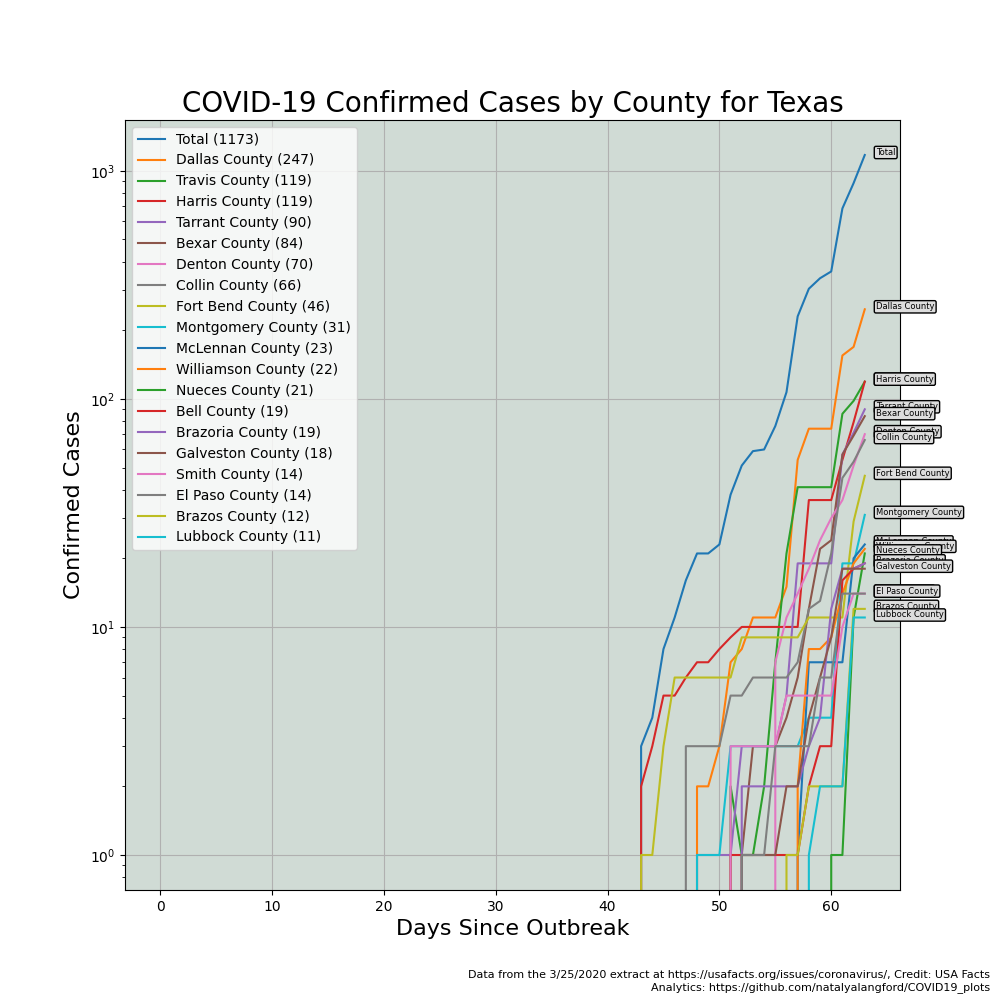 COVID-19 Confirmed Cases by County for Texas
Total (1173)
Dallas County (247)
Travis County (119)
Harris County (119)
Tarrant County (90)
Bexar County (84)
Denton County (70)
Collin County (66)
Fort Bend County (46)
Montgomery County (31)
McLennan County (23)
Williamson County (22)
Nueces County (21)
Bell County (19)
Brazoria County (19)
Galveston County (18)
Smith County (14)
El Paso County (14)
Brazos County (12)
Lubbock County (11)
Total
Dallas County
Harris County
Tarrant County
Bexar County
Denton County
Collin County
Fort Bend County
Montgomery County
McLennan County
Williamson County
Nueces County
Brazoria County
Galveston County
El Paso County
Brazos County
Lubbock County
10³
10²
10¹
10⁰
Confirmed Cases
0 10 20 30 40 50 60
Days Since Outbreak
Data from the 3/25/2020 extract at https://usafacts.org/issues/coronavirus/, Credit: USA Facts
Analytics: https://github.com/natalyalangford/COVID19_plots